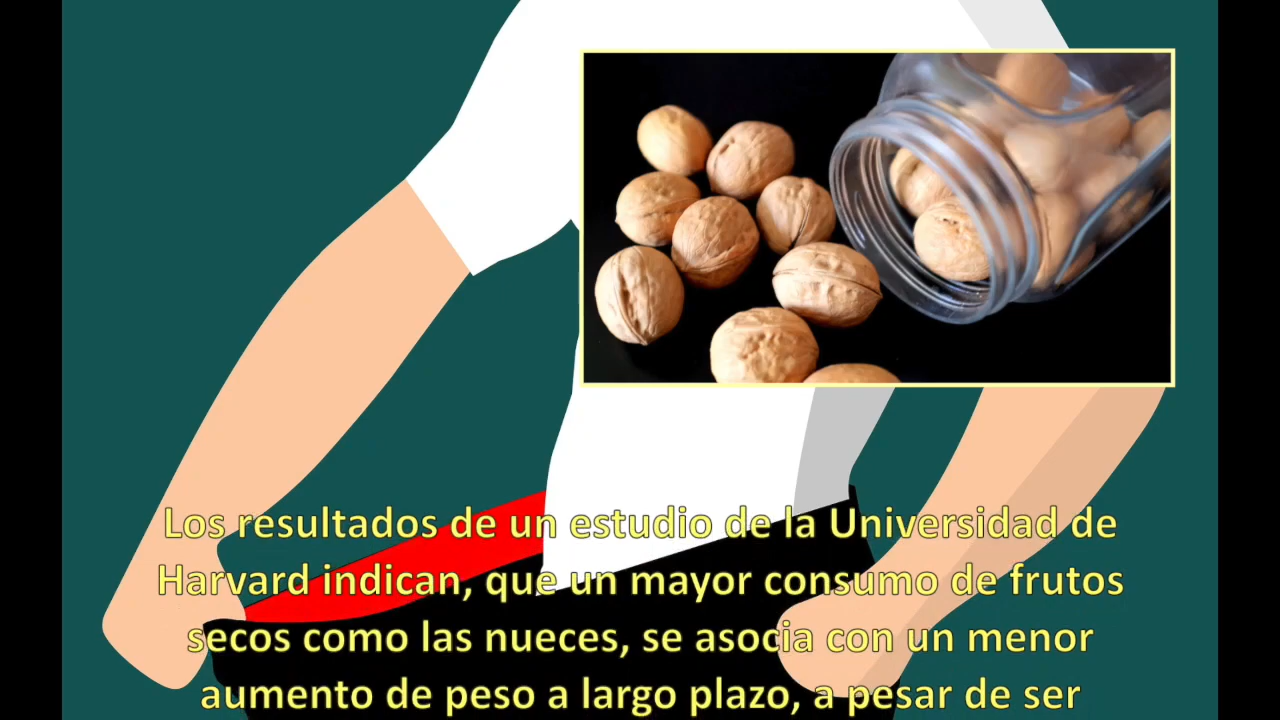 Los resultados de un estudio de la Universidad de
Harvard indican, que un mayor consumo de frutos
secos como las nueces, se asocia con un menor
aumento de peso a largo plazo, a pesar de ser